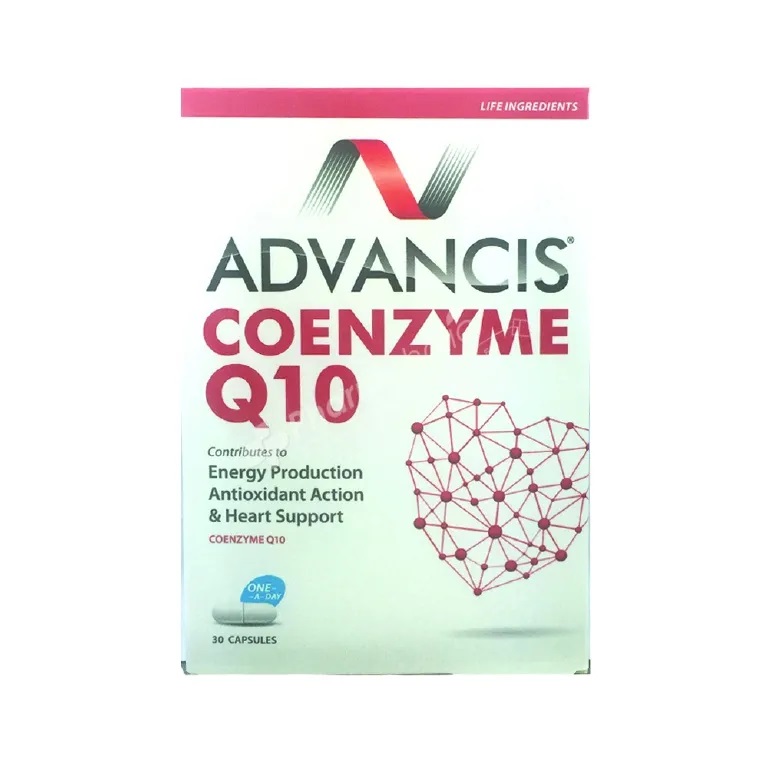 LIFE INGREDIENTS
ADVANCIS®
COENZYME
Q10
Contributes to
Energy Production
Antioxidant Action
& Heart Support
COENZYME Q10
ONE-
-A-DAY
30 CAPSULES